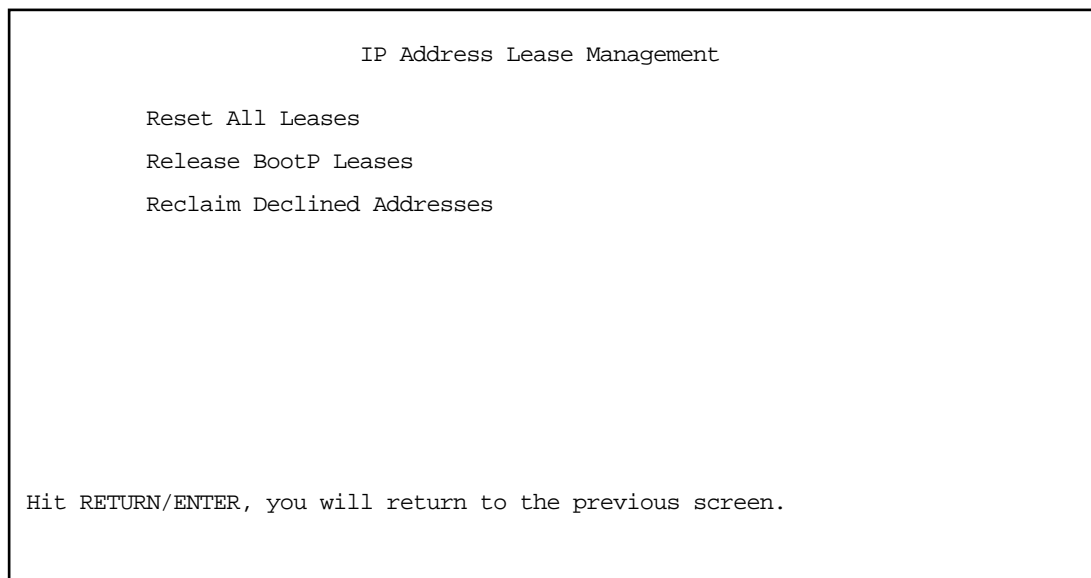 IP Address Lease Management
Reset All Leases
Release BootP Leases
Reclaim Declined Addresses
Hit RETURN/ENTER, you will return to the previous screen.